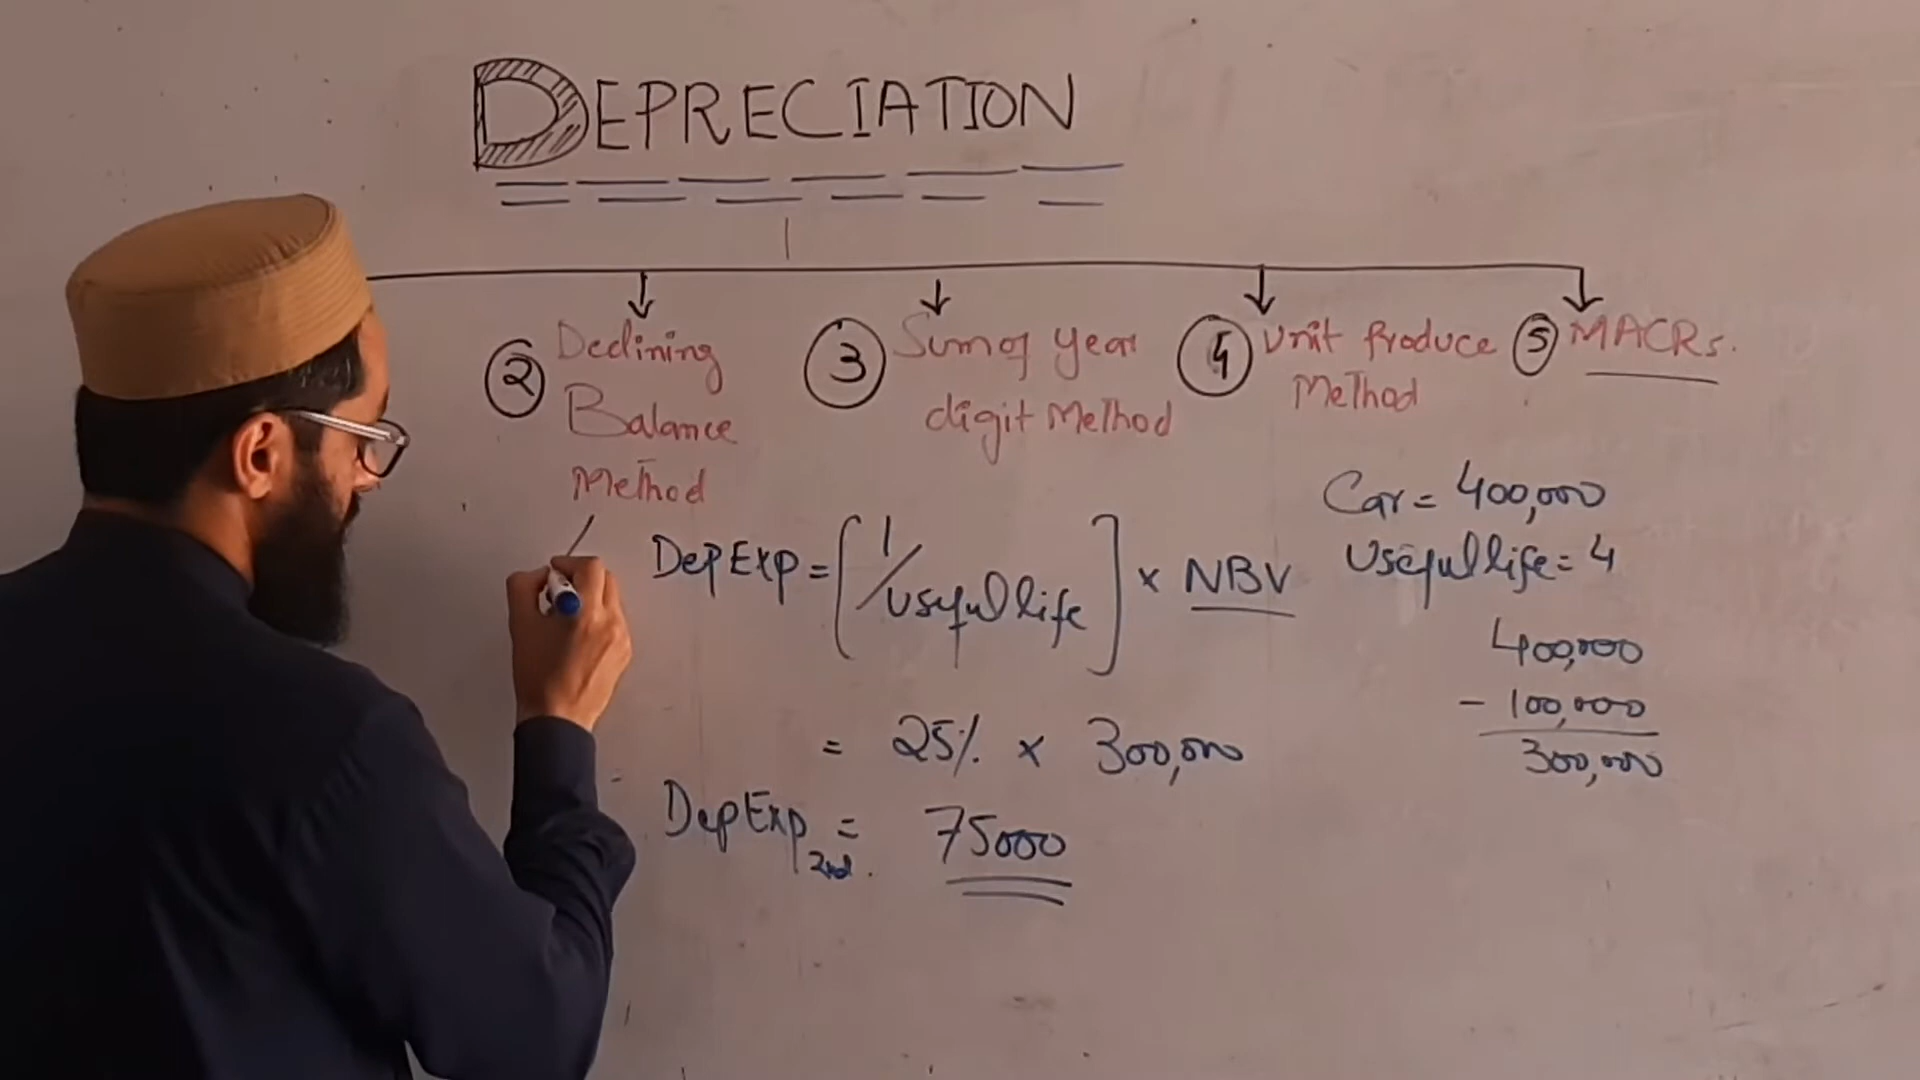 DEPRECIATION
② Declining Balance Method
③ Sum of Year digit Method
④ Unit Produce Method
⑤ MACRs.
Car = 400,000
Useful life = 4
Dep Exp = [1/Useful life] × NBV
400,000
- 100,000
300,000
= 25% × 300,000
Dep Exp 2nd. = 75000